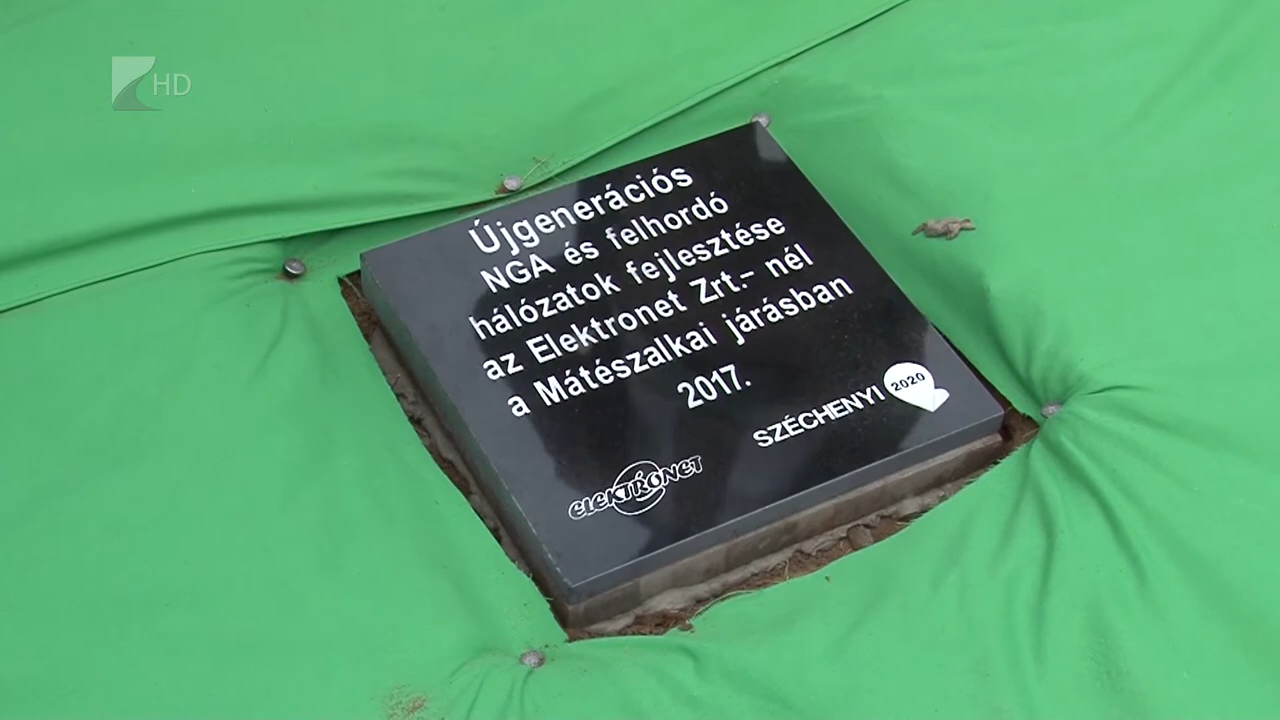 HD
Újgenerációs
NGA és felhordó
hálózatok fejlesztése
az Elektronet Zrt.- nél
a Mátészalkai járásban
2017.
SZÉCHENYI 2020
ELEKTRONET